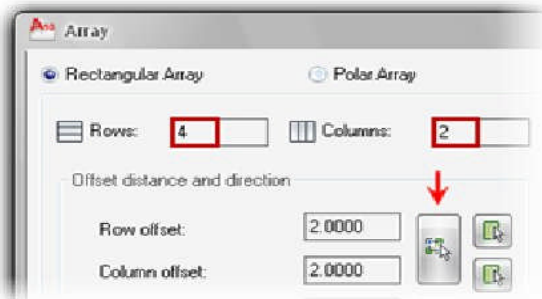 Array
Rectangular Array Polar Array
Rows: 4 Columns: 2
Offset distance and direction
Row offset: 2.0000
Column offset: 2.0000